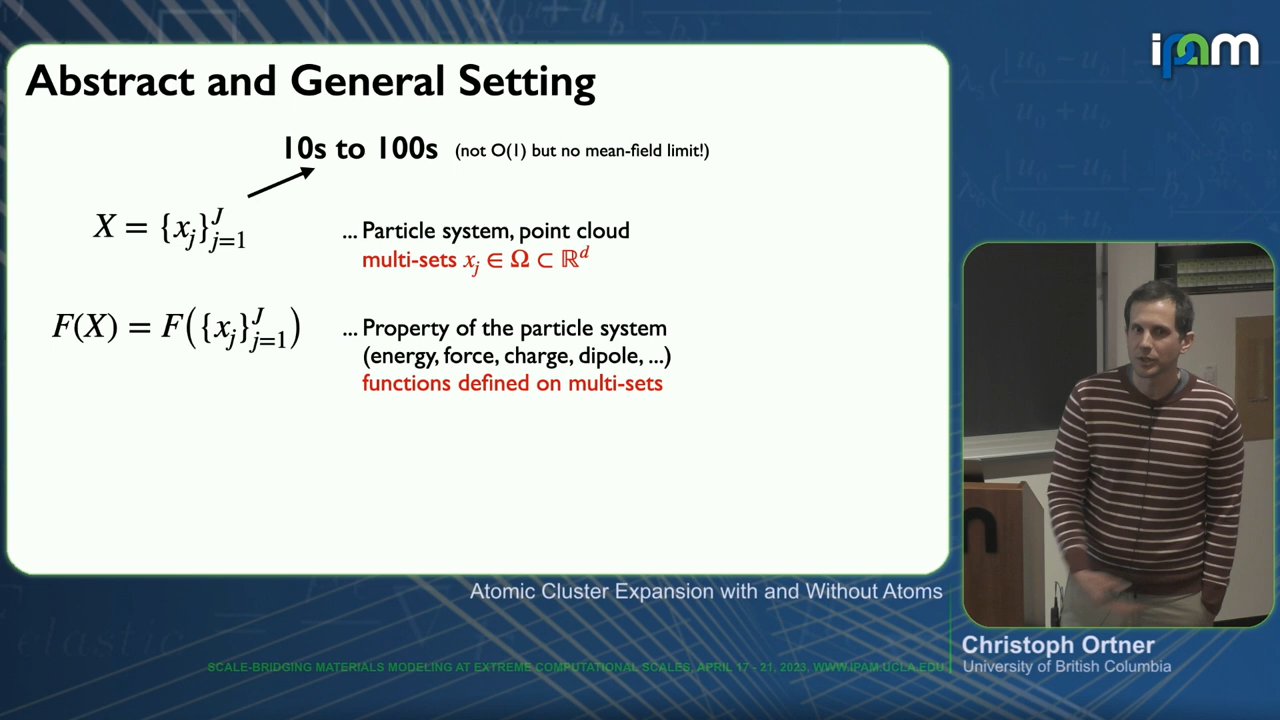 ipam
Abstract and General Setting
10s to 100s (not O(1) but no mean-field limit!)
X = {x_j}_{j=1}^J ... Particle system, point cloud
multi-sets x_j ∈ Ω ⊂ ℝ^d
F(X) = F({x_j}_{j=1}^J) ... Property of the particle system
(energy, force, charge, dipole, ...)
functions defined on multi-sets
Atomic Cluster Expansion with and Without Atoms
Christoph Ortner
University of British Columbia
SCALE-BRIDGING MATERIALS MODELING AT EXTREME COMPUTATIONAL SCALES, APRIL 17 - 21, 2023, WWW.IPAM.UCLA.EDU
elastic